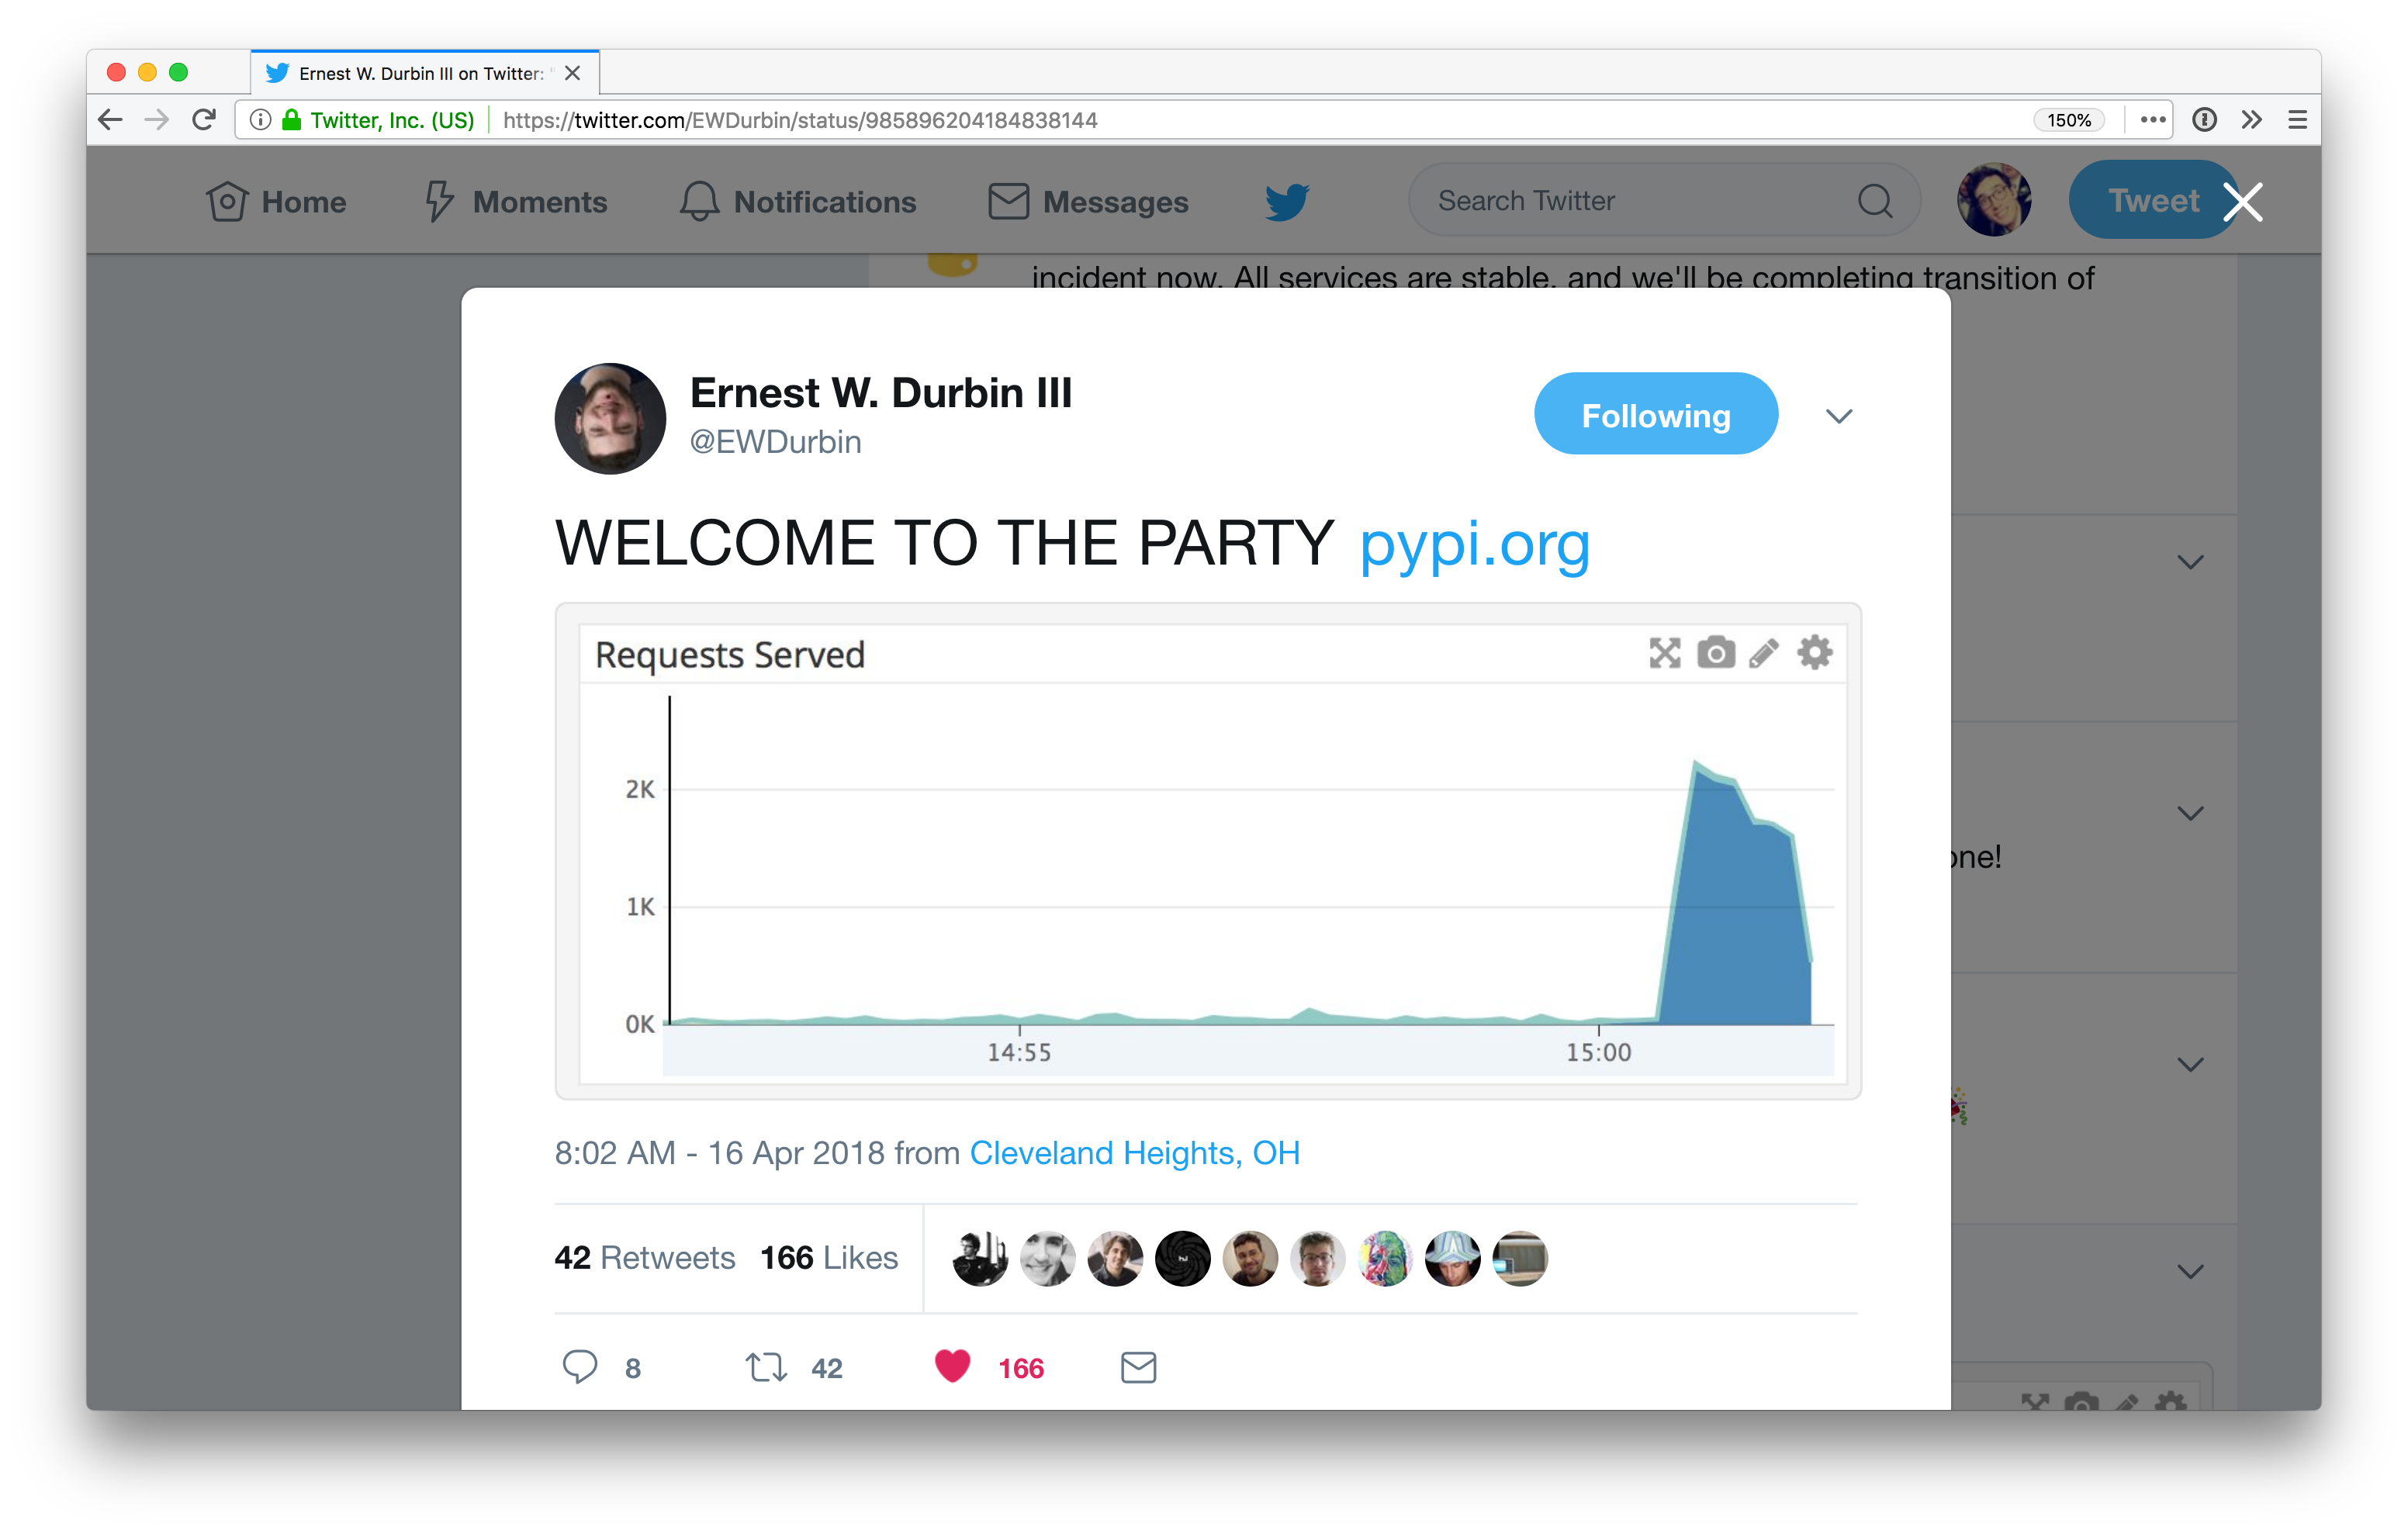 Ernest W. Durbin III on Twitter: "
Twitter, Inc. (US) https://twitter.com/EWDurbin/status/985896204184838144 150%
Home Moments Notifications Messages Search Twitter Tweet
incident now. All services are stable, and we'll be completing transition of
Ernest W. Durbin III
@EWDurbin
Following
WELCOME TO THE PARTY pypi.org
Requests Served
2K
1K
0K
14:55 15:00
one!
8:02 AM - 16 Apr 2018 from Cleveland Heights, OH
42 Retweets 166 Likes
8 42 166